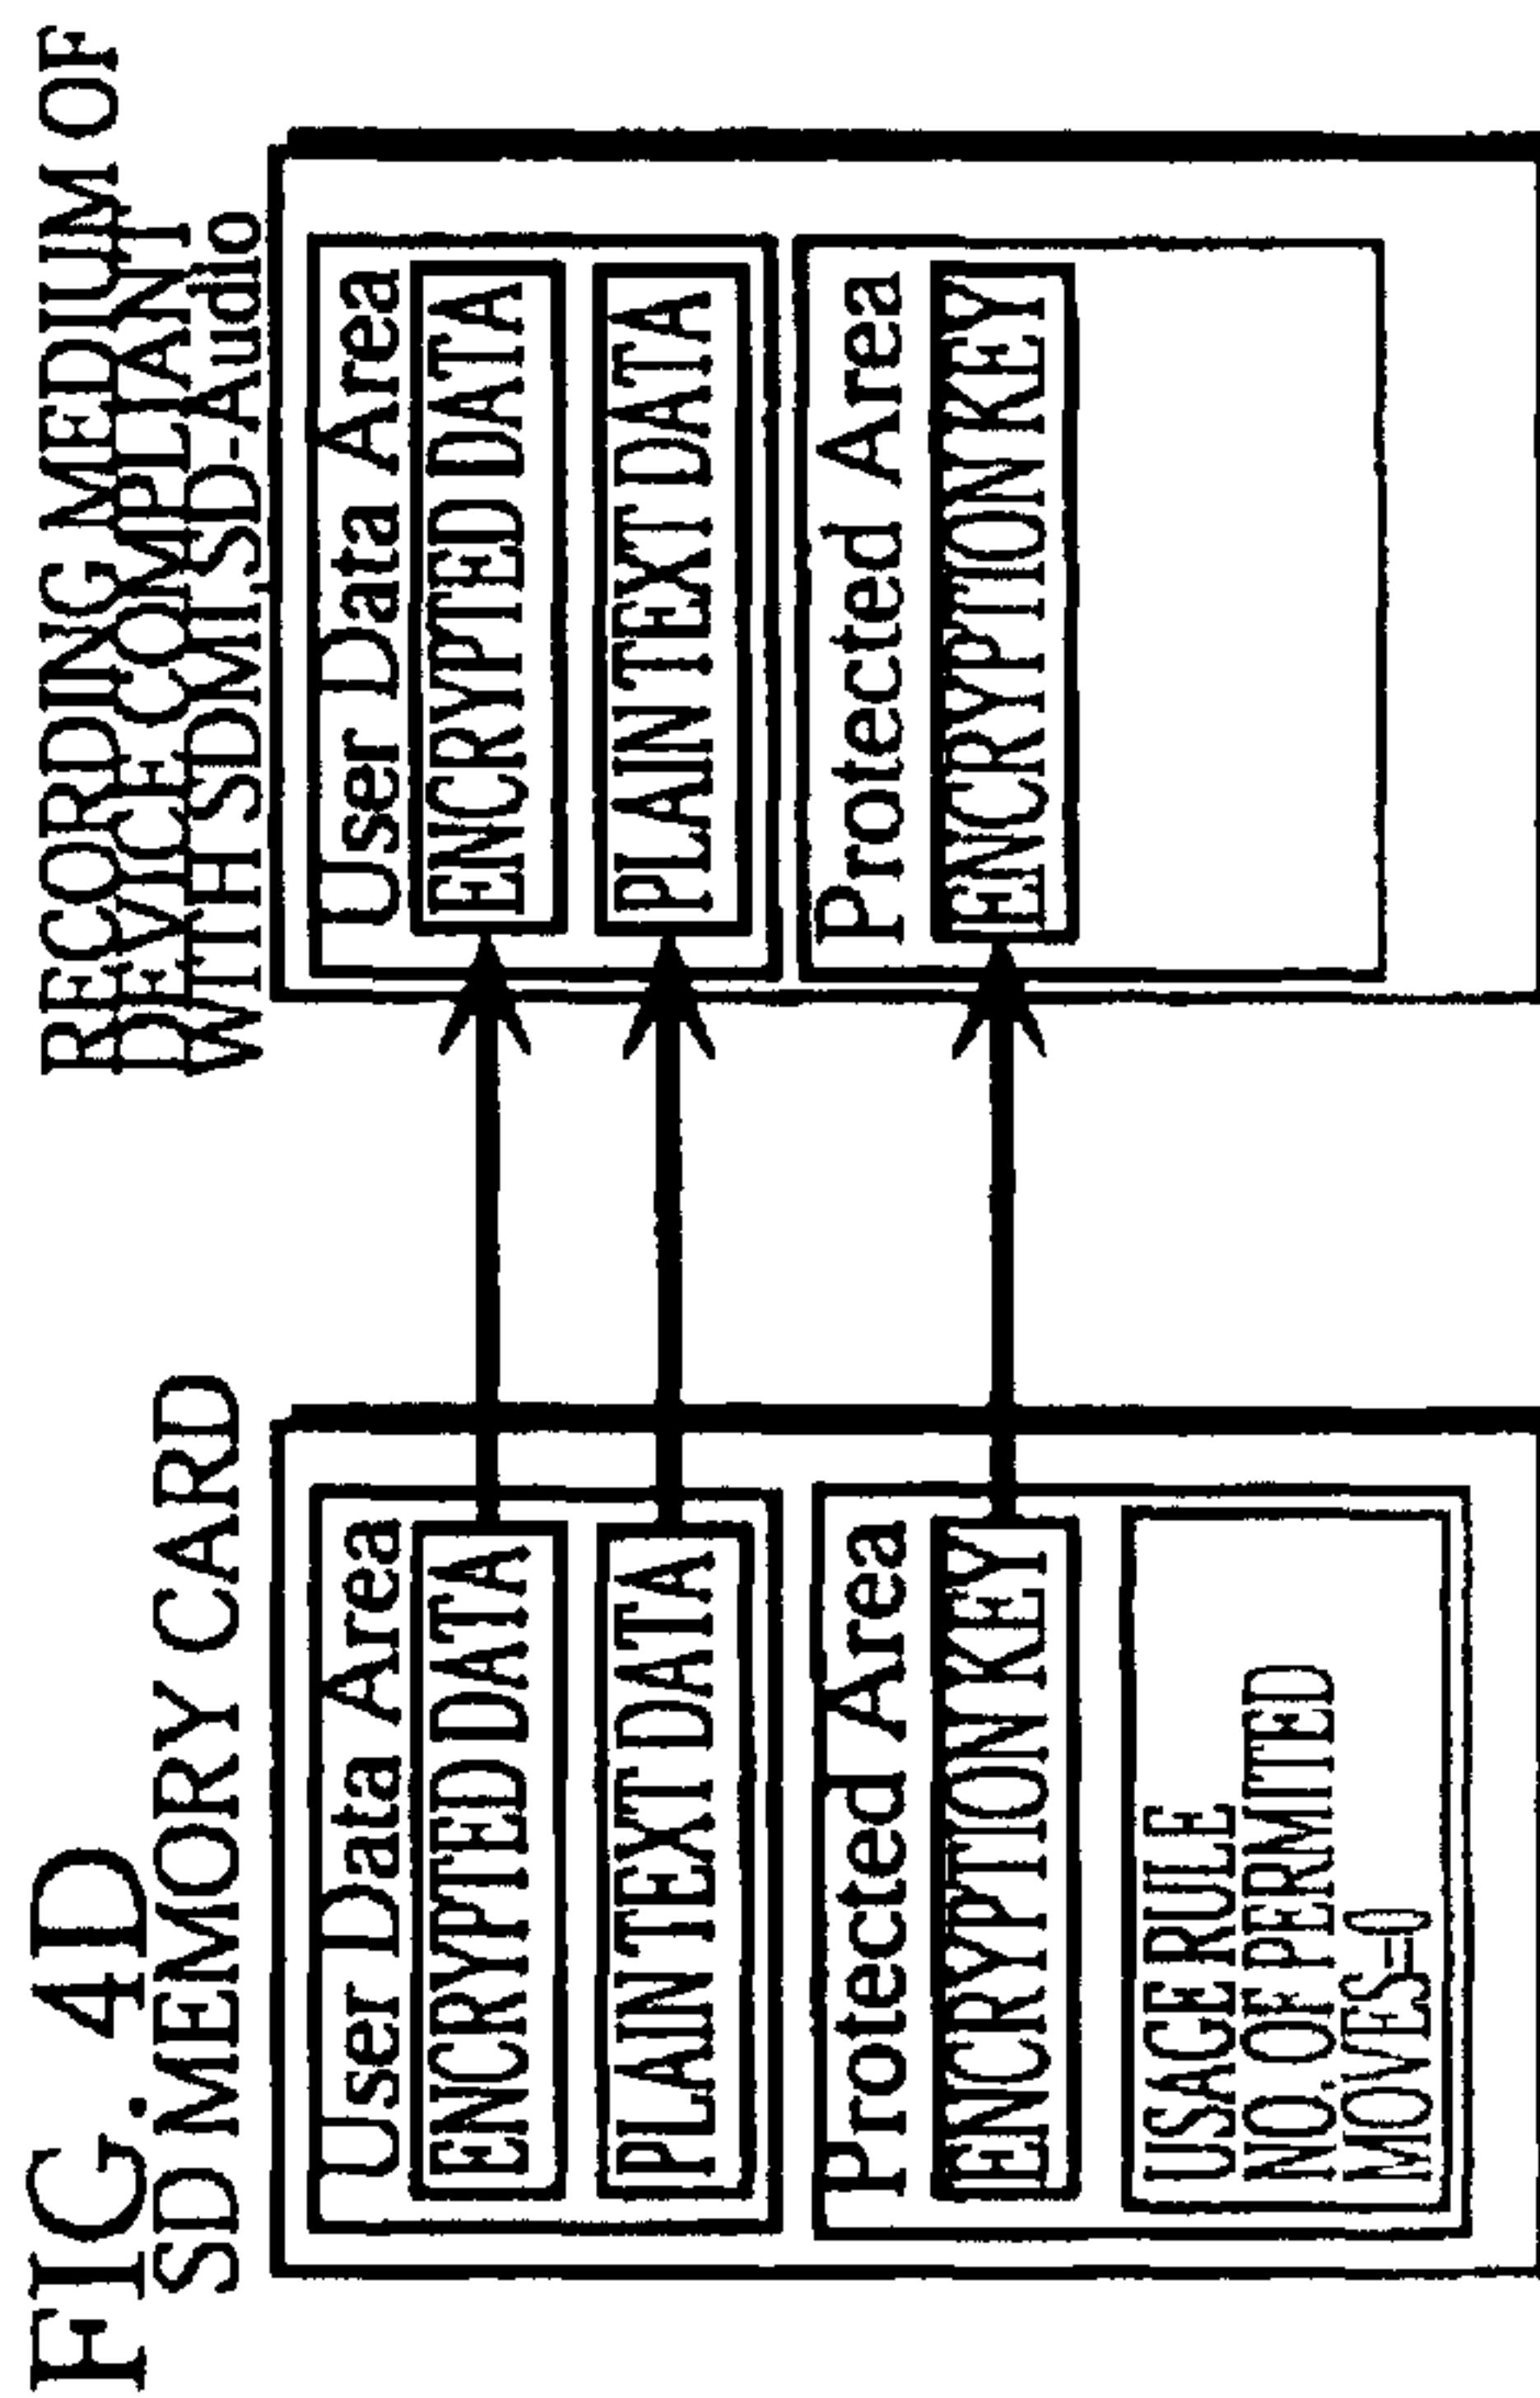 FIG. 4D
SD MEMORY CARD
User Data Area
ENCRYPTED DATA
PLAIN TEXT DATA
Protected Area
ENCRYPTION KEY
USAGE RULE
NO. OF PERMITTED
MOVES=0
RECORDING MEDIUM OF
DEVICE COMPLIANT
WITH SDMI SD-Audio
User Data Area
ENCRYPTED DATA
PLAIN TEXT DATA
Protected Area
ENCRYPTION KEY